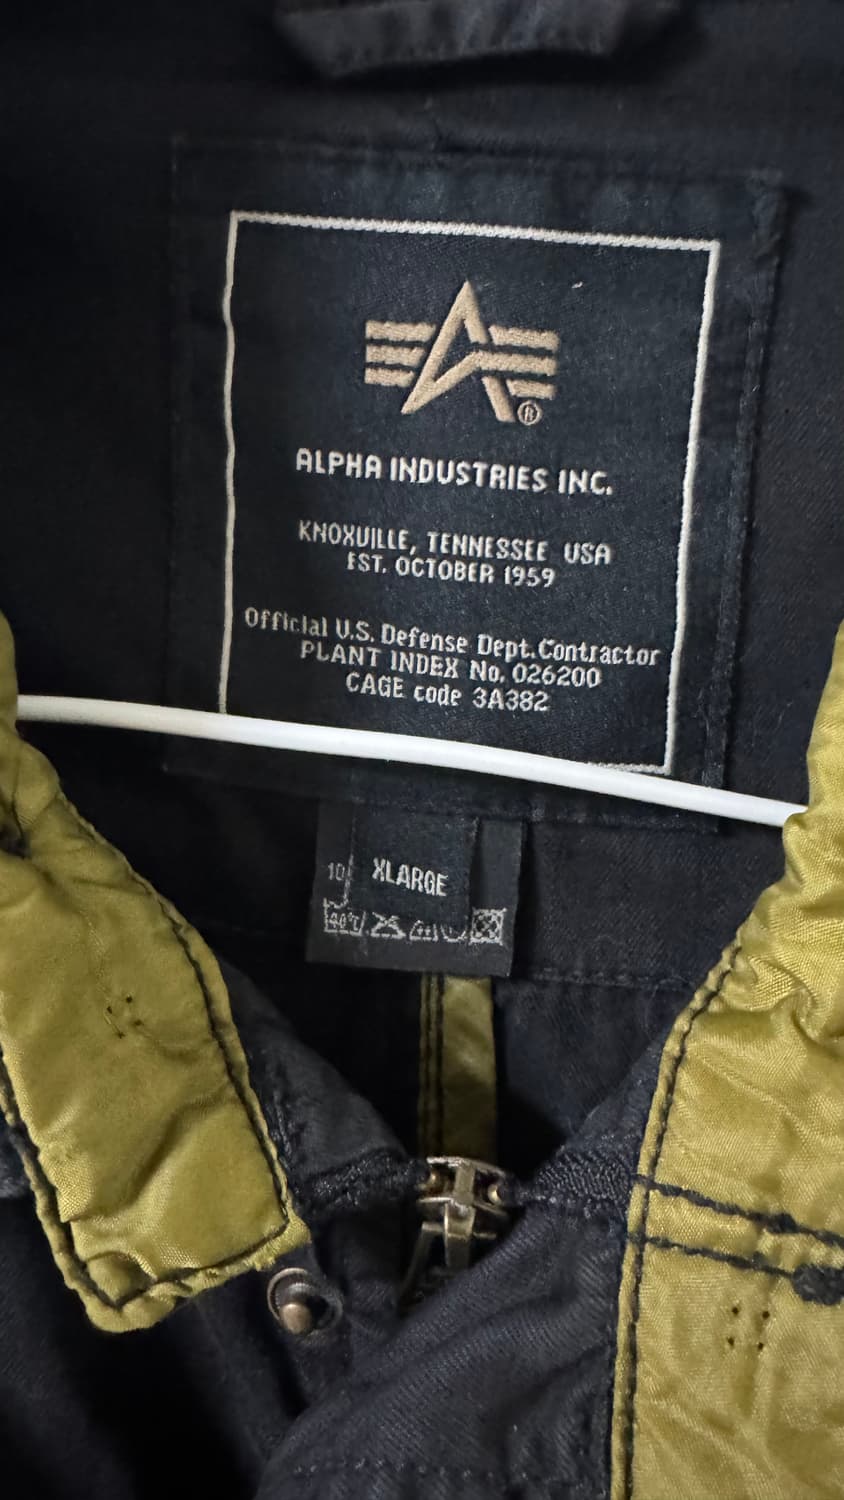 ®
ALPHA INDUSTRIES INC.
KNOXVILLE, TENNESSEE USA
EST. OCTOBER 1959
Official U.S. Defense Dept. Contractor
PLANT INDEX No. 026200
CAGE code 3A382
XLARGE
40°C